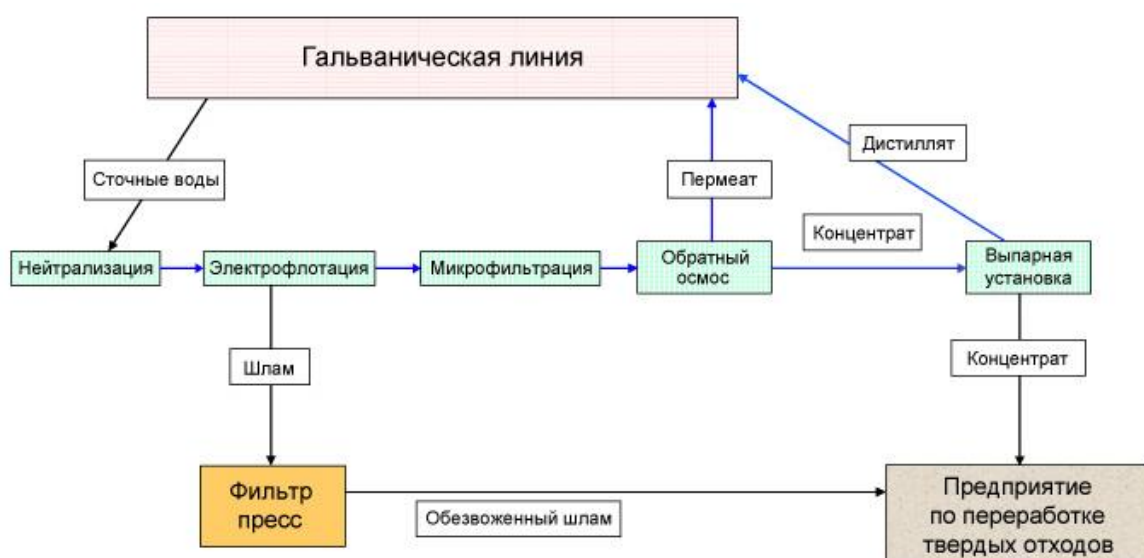 Гальваническая линия
Дистиллят
Сточные воды
Пермеат
Концентрат
Нейтрализация
Электрофлотация
Микрофильтрация
Обратный
осмос
Выпарная
установка
Шлам
Концентрат
Фильтр
пресс
Обезвоженный шлам
Предприятие
по переработке
твердых отходов